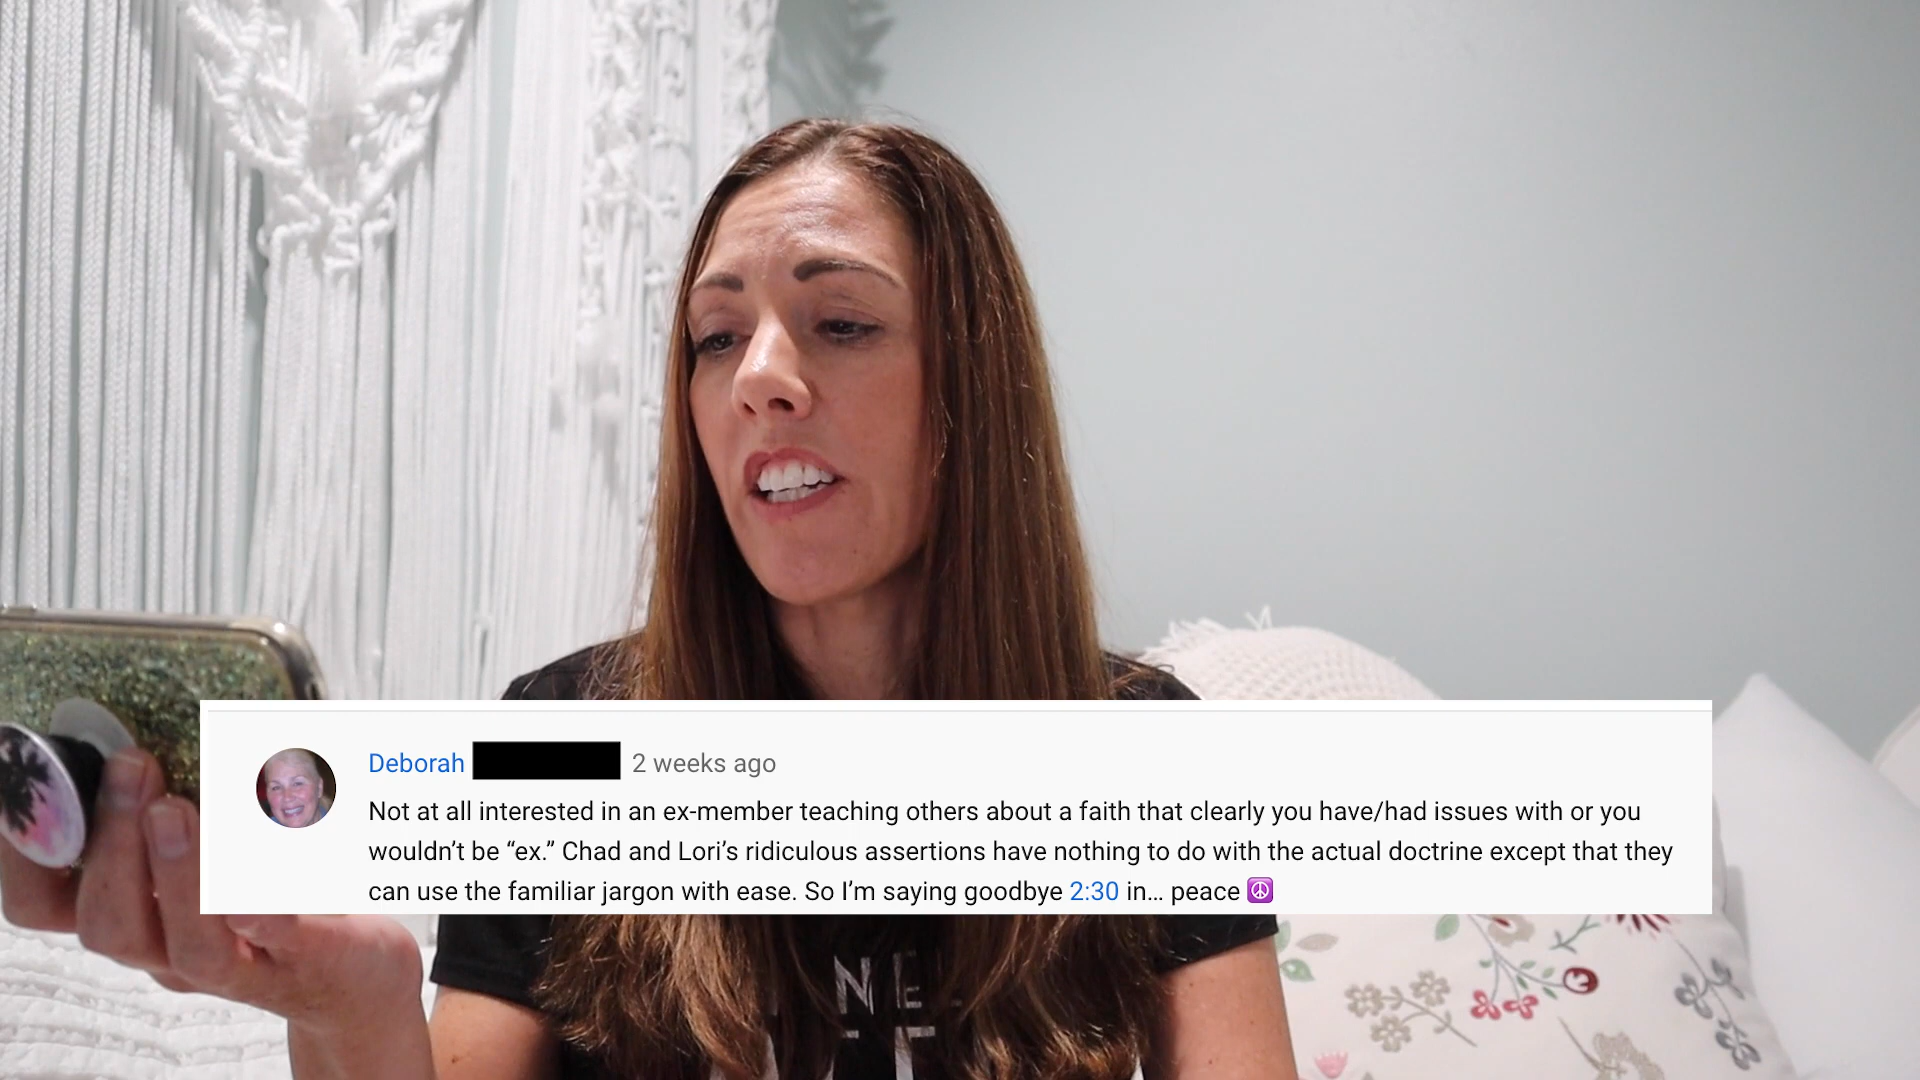 Deborah 2 weeks ago
Not at all interested in an ex-member teaching others about a faith that clearly you have/had issues with or you
wouldn’t be “ex.” Chad and Lori’s ridiculous assertions have nothing to do with the actual doctrine except that they
can use the familiar jargon with ease. So I’m saying goodbye 2:30 in... peace ☮️